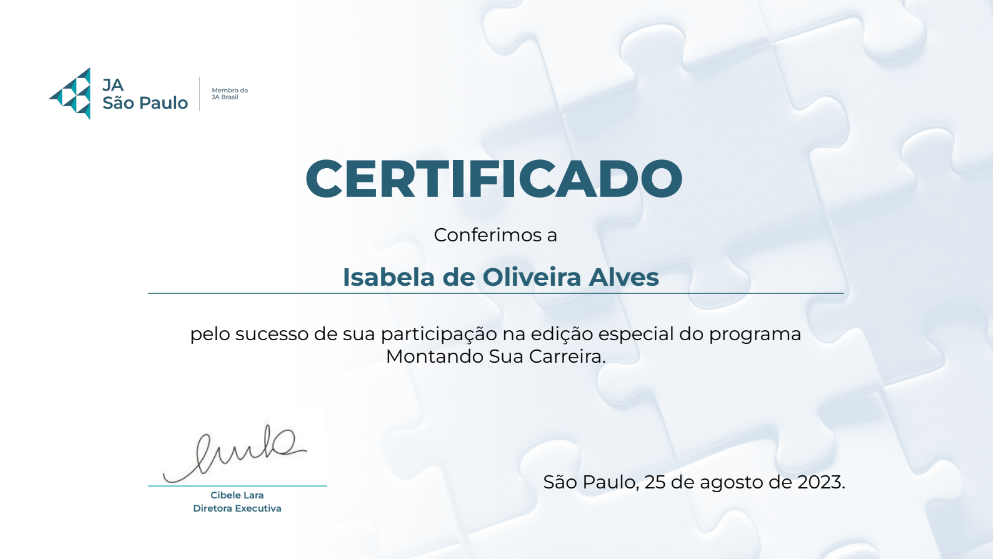 JA
São Paulo
Membro da
JA Brasil
CERTIFICADO
Conferimos a
Isabela de Oliveira Alves
pelo sucesso de sua participação na edição especial do programa
Montando Sua Carreira.
São Paulo, 25 de agosto de 2023.
Cibele Lara
Diretora Executiva